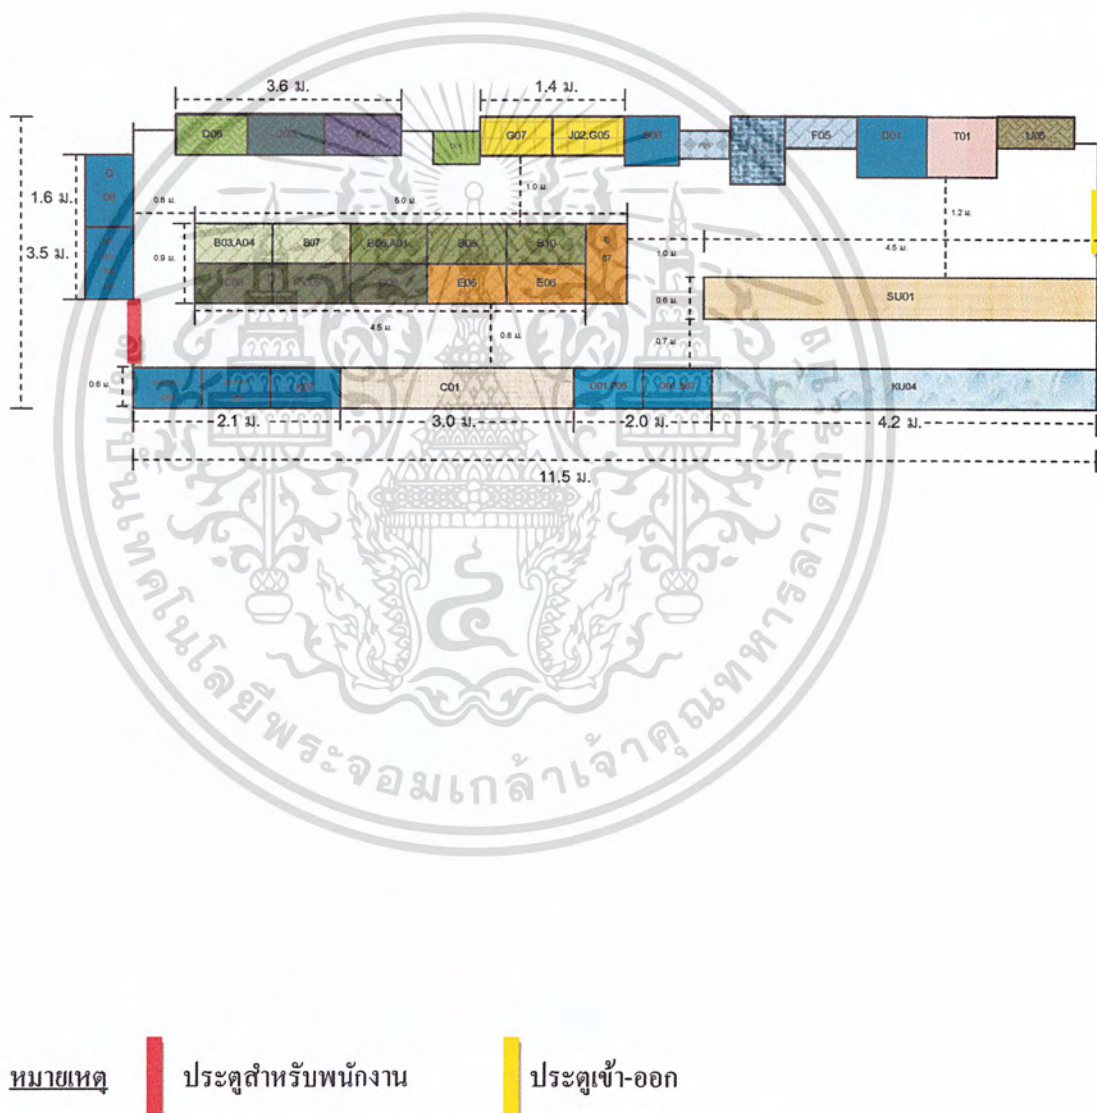 3.6 ม.
1.4 ม.
D06
G07
J02.G05
F05
D01
T01
U05
1.6 ม.
3.5 ม.
0.6 ม.
5.0 ม.
1.0 ม.
1.2 ม.
0.9 ม.
B03.A04
B07
B05.A01
B08
B10
1.0 ม.
4.5 ม.
E06
E06
SU01
0.6 ม.
4.5 ม.
0.6 ม.
0.7 ม.
0.6 ม.
C01
KU04
2.1 ม.
3.0 ม.
2.0 ม.
4.2 ม.
11.5 ม.
หมายเหตุ
ประตูสำหรับพนักงาน
ประตูเข้า-ออก